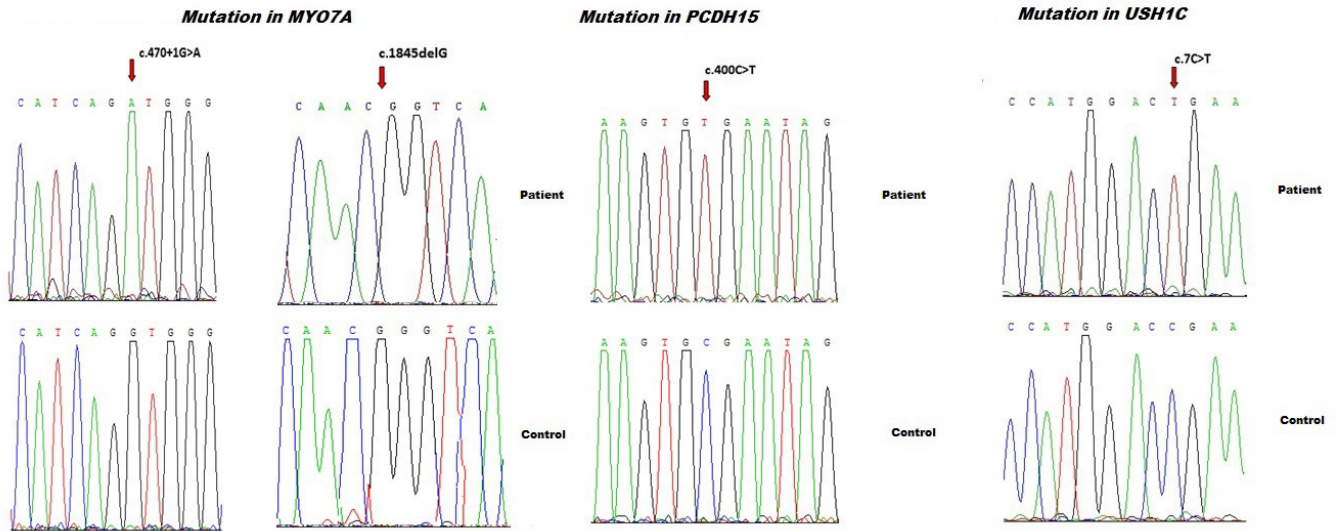 Mutation in MYO7A
Mutation in PCDH15
Mutation in USH1C
c.470+1G>A
c.1845delG
c.400C>T
c.7C>T
C A T C A G A T G G G
C A A C G G T C A
A A G T G T G A A T A G
C C A T G G A C T G A A
Patient
Patient
Patient
C A T C A G G T G G G
C A A C G G G T C A
A A G T G C G A A T A G
C C A T G G A C C G A A
Control
Control
Control